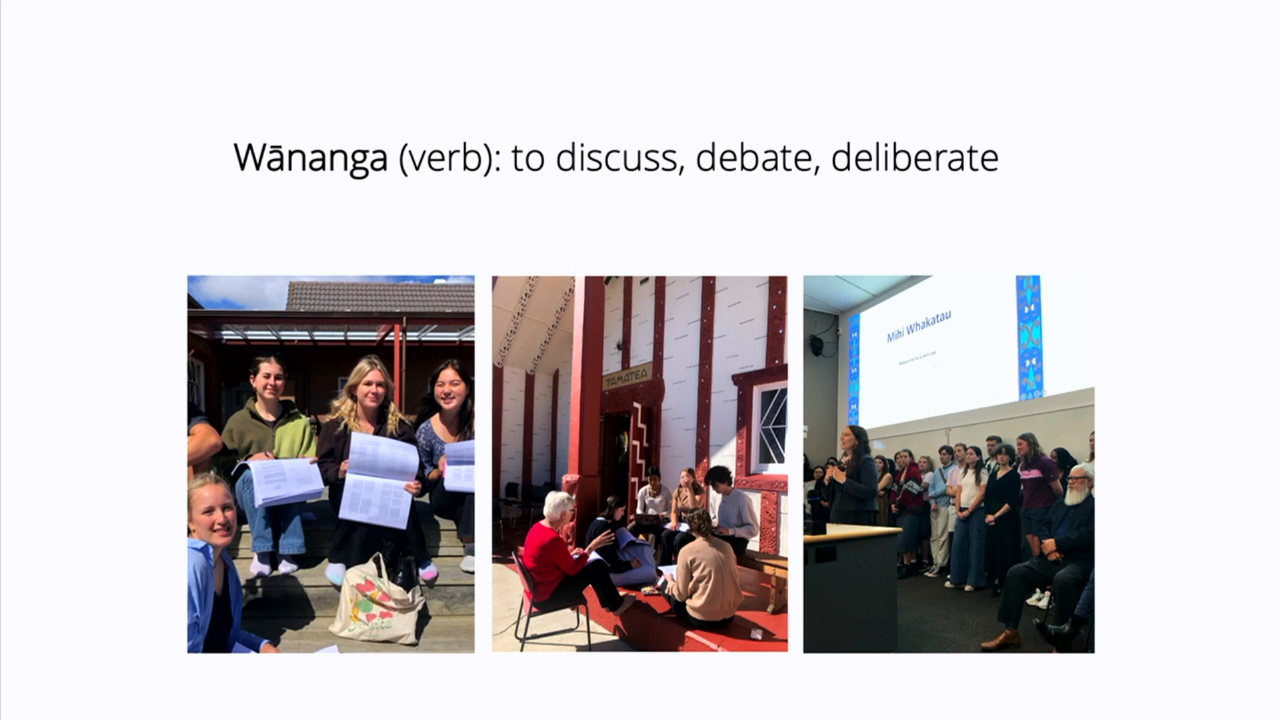 Wānanga (verb): to discuss, debate, deliberate
TAMATEA
Mihi Whakatau